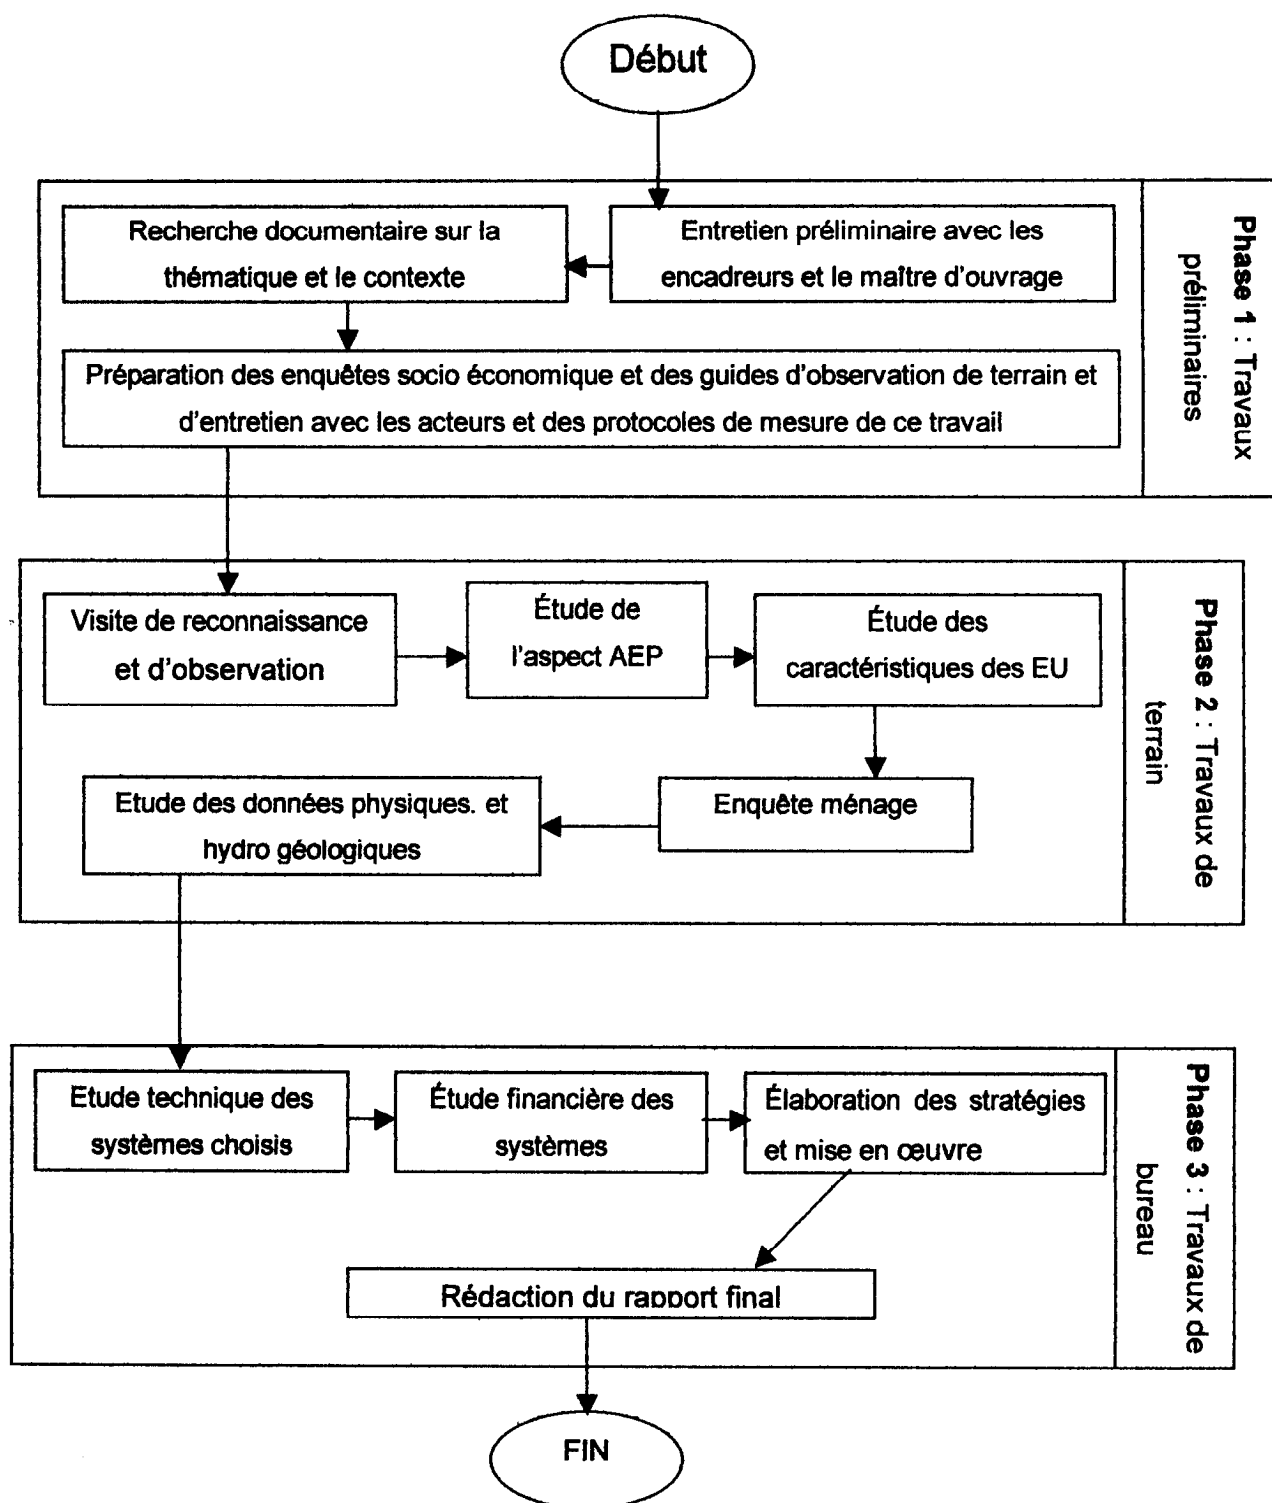 Début
Entretien préliminaire avec les
encadreurs et le maître d'ouvrage
Recherche documentaire sur la
thématique et le contexte
Préparation des enquêtes socio économique et des guides d'observation de terrain et
d'entretien avec les acteurs et des protocoles de mesure de ce travail
Phase 1 : Travaux
préliminaires
Visite de reconnaissance
et d'observation
Étude de
l'aspect AEP
Étude des
caractéristiques des EU
Enquête ménage
Etude des données physiques. et
hydro géologiques
Phase 2 : Travaux de
terrain
Etude technique des
systèmes choisis
Étude financière des
systèmes
Élaboration des stratégies
et mise en œuvre
Rédaction du rapport final
Phase 3 : Travaux de
bureau
FIN